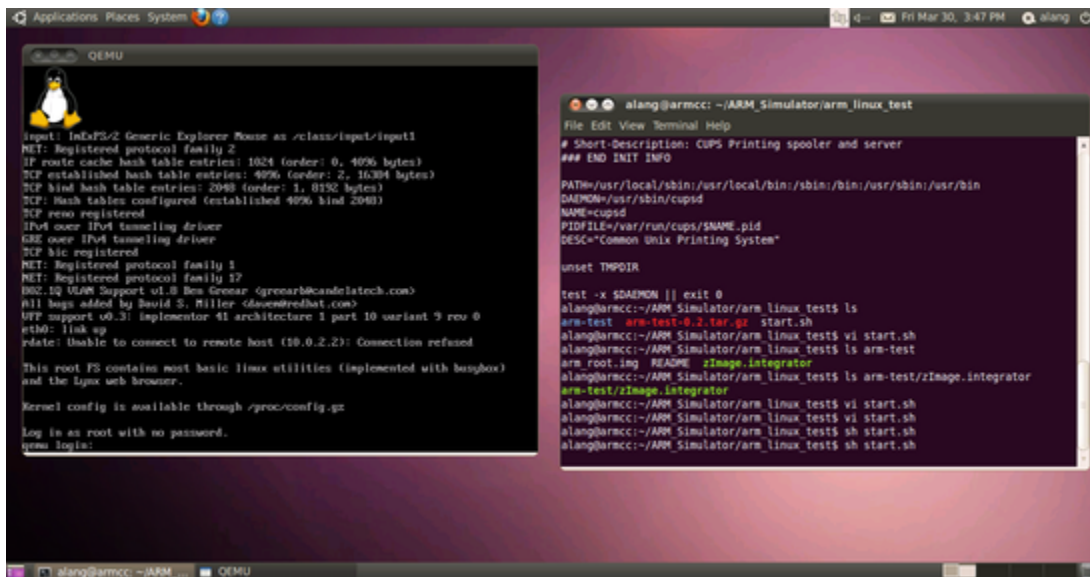 Applications Places System
Fri Mar 30, 3:47 PM alang
QEMU
input: ImExPS/2 Generic Explorer Mouse as /class/input/input1
NET: Registered protocol family 2
IP route cache hash table entries: 1024 (order: 0, 4096 bytes)
TCP established hash table entries: 4096 (order: 2, 16384 bytes)
TCP bind hash table entries: 2048 (order: 1, 8192 bytes)
TCP: Hash tables configured (established 4096 bind 2048)
TCP reno registered
IPv4 over IPv4 tunneling driver
GRE over IPv4 tunneling driver
TCP bic registered
NET: Registered protocol family 1
NET: Registered protocol family 17
802.1Q VLAN Support v1.8 Ben Greear <greearb@candelatech.com>
All bugs added by David S. Miller <davem@redhat.com>
VFP support v0.3: implementor 41 architecture 1 part 10 variant 9 rev 0
eth0: link up
rdate: Unable to connect to remote host (10.0.2.2): Connection refused
This root FS contains most basic linux utilities (implemented with busybox)
and the Lynx web browser.
Kernel config is available through /proc/config.gz
Log in as root with no password.
qemu login:
alang@armcc: ~/ARM_Simulator/arm_linux_test
File Edit View Terminal Help
# Short-Description: CUPS Printing spooler and server
### END INIT INFO
PATH=/usr/local/sbin:/usr/local/bin:/sbin:/bin:/usr/sbin:/usr/bin
DAEMON=/usr/sbin/cupsd
NAME=cupsd
PIDFILE=/var/run/cups/$NAME.pid
DESC="Common Unix Printing System"
unset TMPDIR
test -x $DAEMON || exit 0
alang@armcc:~/ARM_Simulator/arm_linux_test$ ls
arm-test arm-test-0.2.tar.gz start.sh
alang@armcc:~/ARM_Simulator/arm_linux_test$ vi start.sh
alang@armcc:~/ARM_Simulator/arm_linux_test$ ls arm-test
arm_root.img README zImage.integrator
alang@armcc:~/ARM_Simulator/arm_linux_test$ ls arm-test/zImage.integrator
arm-test/zImage.integrator
alang@armcc:~/ARM_Simulator/arm_linux_test$ vi start.sh
alang@armcc:~/ARM_Simulator/arm_linux_test$ vi start.sh
alang@armcc:~/ARM_Simulator/arm_linux_test$ sh start.sh
alang@armcc:~/ARM_Simulator/arm_linux_test$ sh start.sh
alang@armcc: ~/ARM ... QEMU